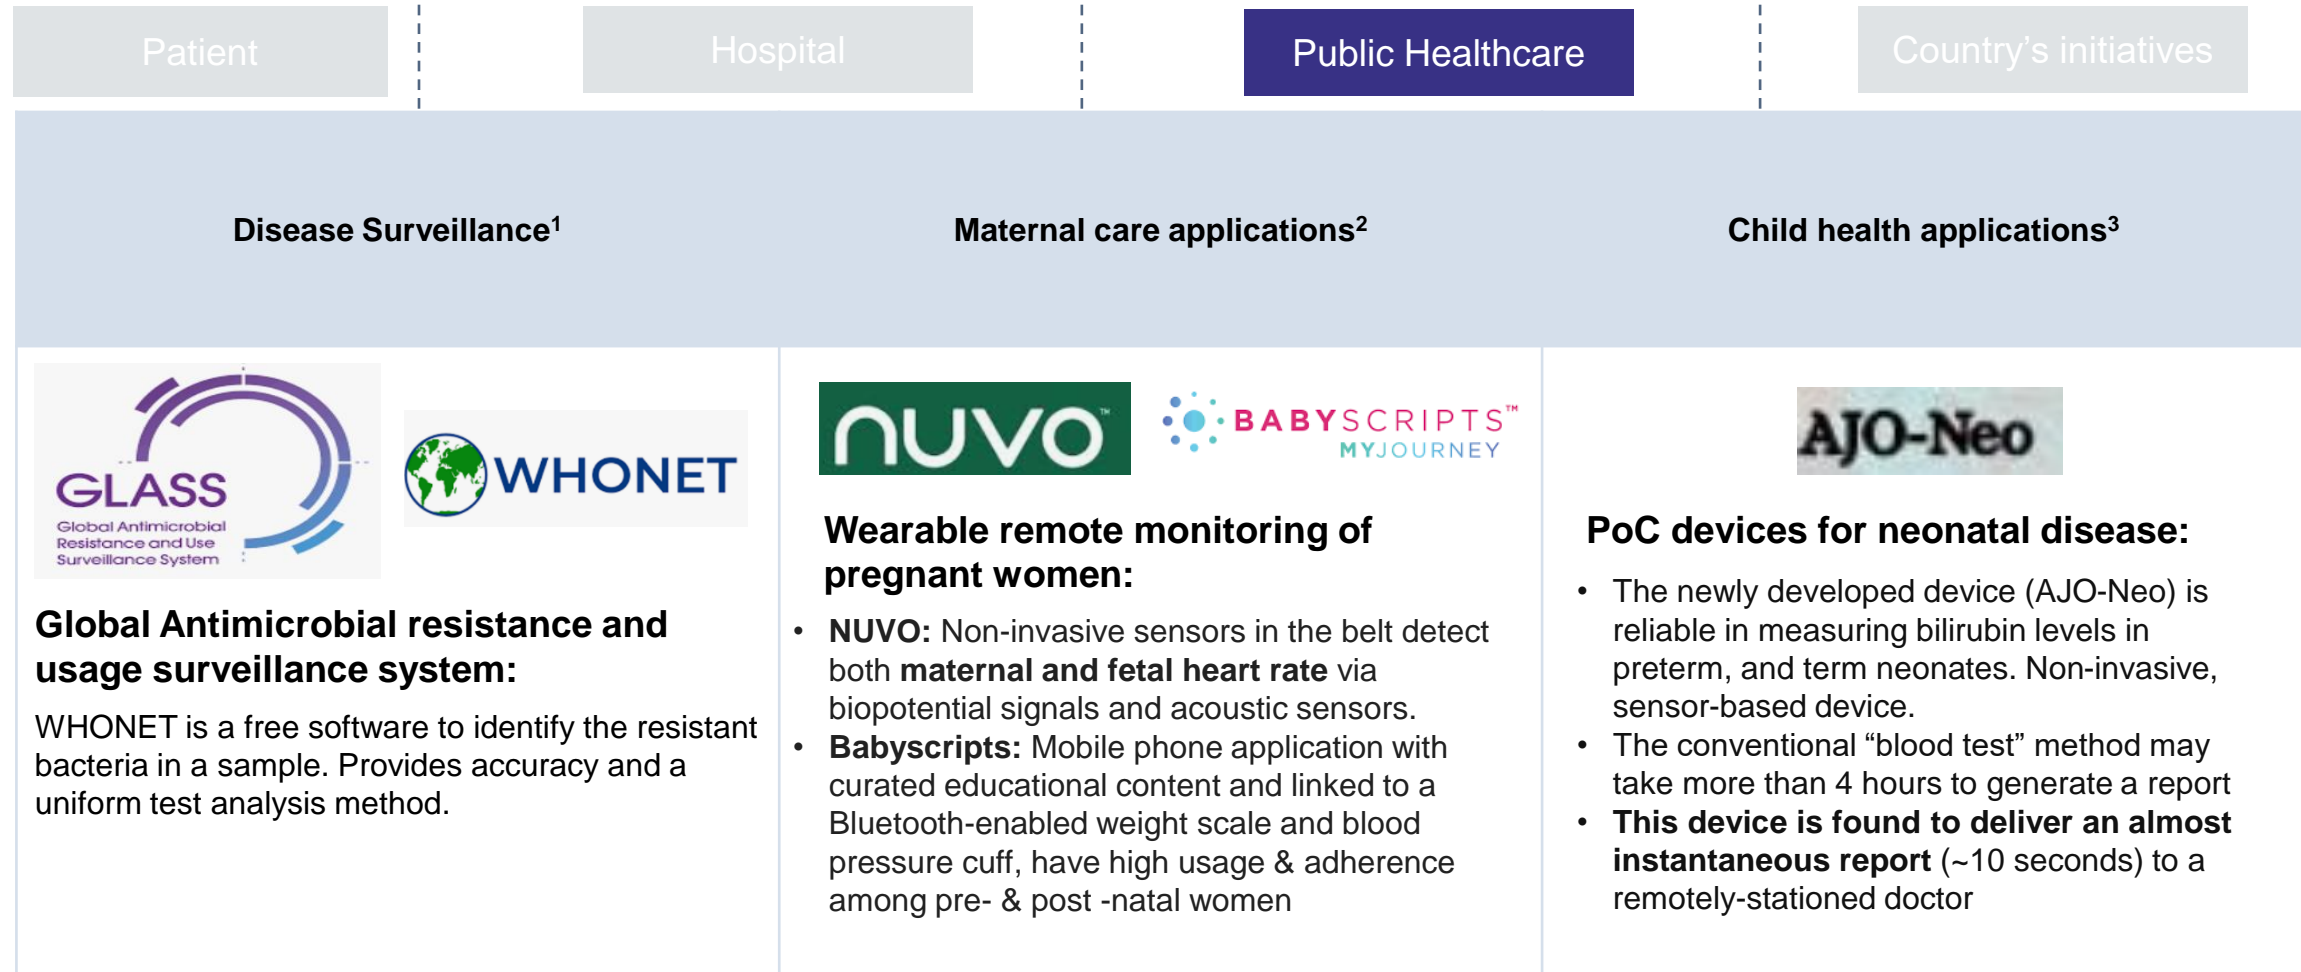 Patient
Hospital
Public Healthcare
Country’s initiatives
Disease Surveillance¹
Maternal care applications²
Child health applications³
GLASS
Global Antimicrobial
Resistance and Use
Surveillance System
WHONET
Global Antimicrobial resistance and
usage surveillance system:
WHONET is a free software to identify the resistant
bacteria in a sample. Provides accuracy and a
uniform test analysis method.
nuvo™
BABYSCRIPTS™
MYJOURNEY
Wearable remote monitoring of
pregnant women:
• NUVO: Non-invasive sensors in the belt detect
both maternal and fetal heart rate via
biopotential signals and acoustic sensors.
• Babyscripts: Mobile phone application with
curated educational content and linked to a
Bluetooth-enabled weight scale and blood
pressure cuff, have high usage & adherence
among pre- & post -natal women
AJO-Neo
PoC devices for neonatal disease:
• The newly developed device (AJO-Neo) is
reliable in measuring bilirubin levels in
preterm, and term neonates. Non-invasive,
sensor-based device.
• The conventional “blood test” method may
take more than 4 hours to generate a report
• This device is found to deliver an almost
instantaneous report (~10 seconds) to a
remotely-stationed doctor